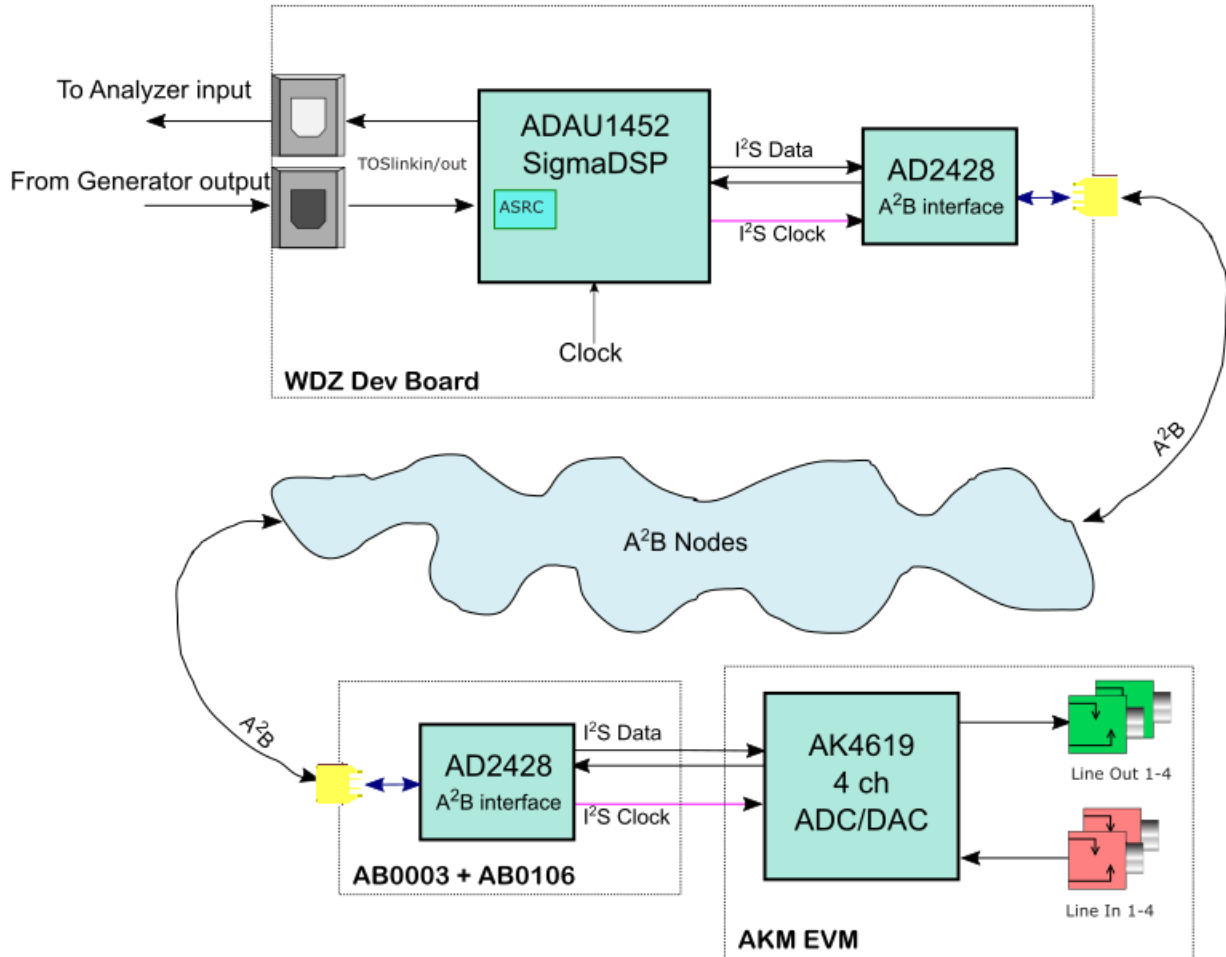 To Analyzer input
From Generator output
TOSlinkin/out
ADAU1452
SigmaDSP
ASRC
I²S Data
I²S Clock
AD2428
A²B interface
Clock
WDZ Dev Board
A²B
A²B Nodes
A²B
AD2428
A²B interface
I²S Data
I²S Clock
AB0003 + AB0106
AK4619
4 ch
ADC/DAC
Line Out 1-4
Line In 1-4
AKM EVM